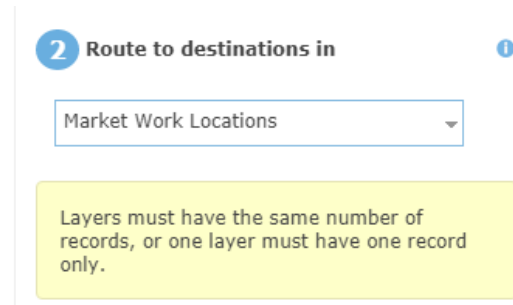 2 Route to destinations in i
Market Work Locations
Layers must have the same number of
records, or one layer must have one record
only.